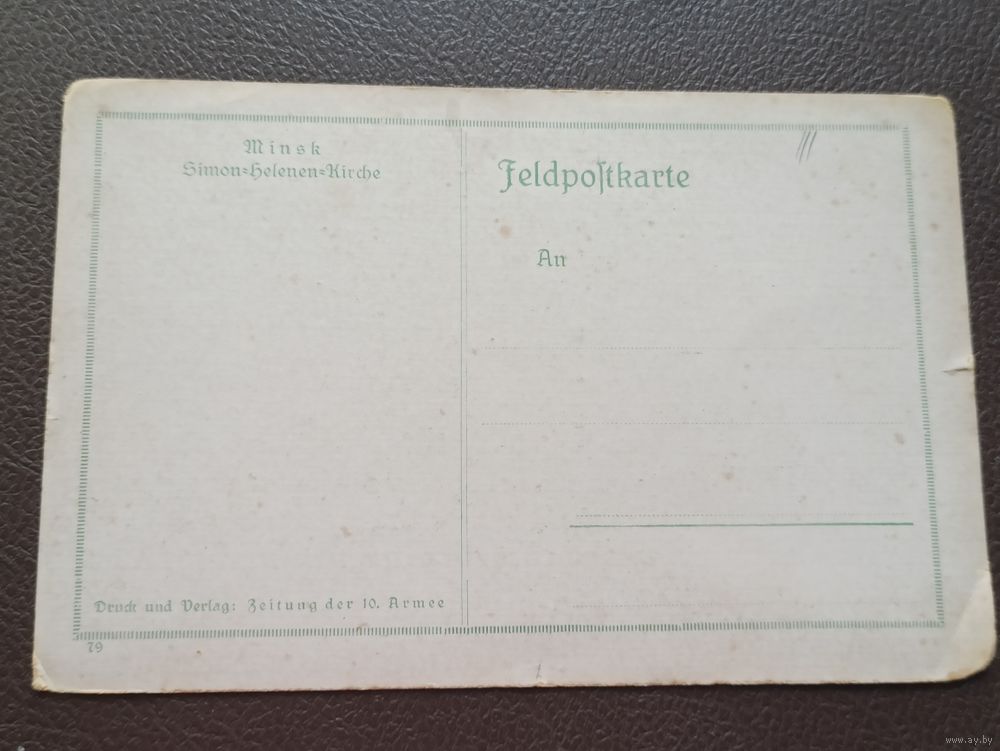 Minsk
Simon=Helenen=Kirche
Feldpostkarte
An
Druck und Verlag: Zeitung der 10. Armee
79
www.ay.by